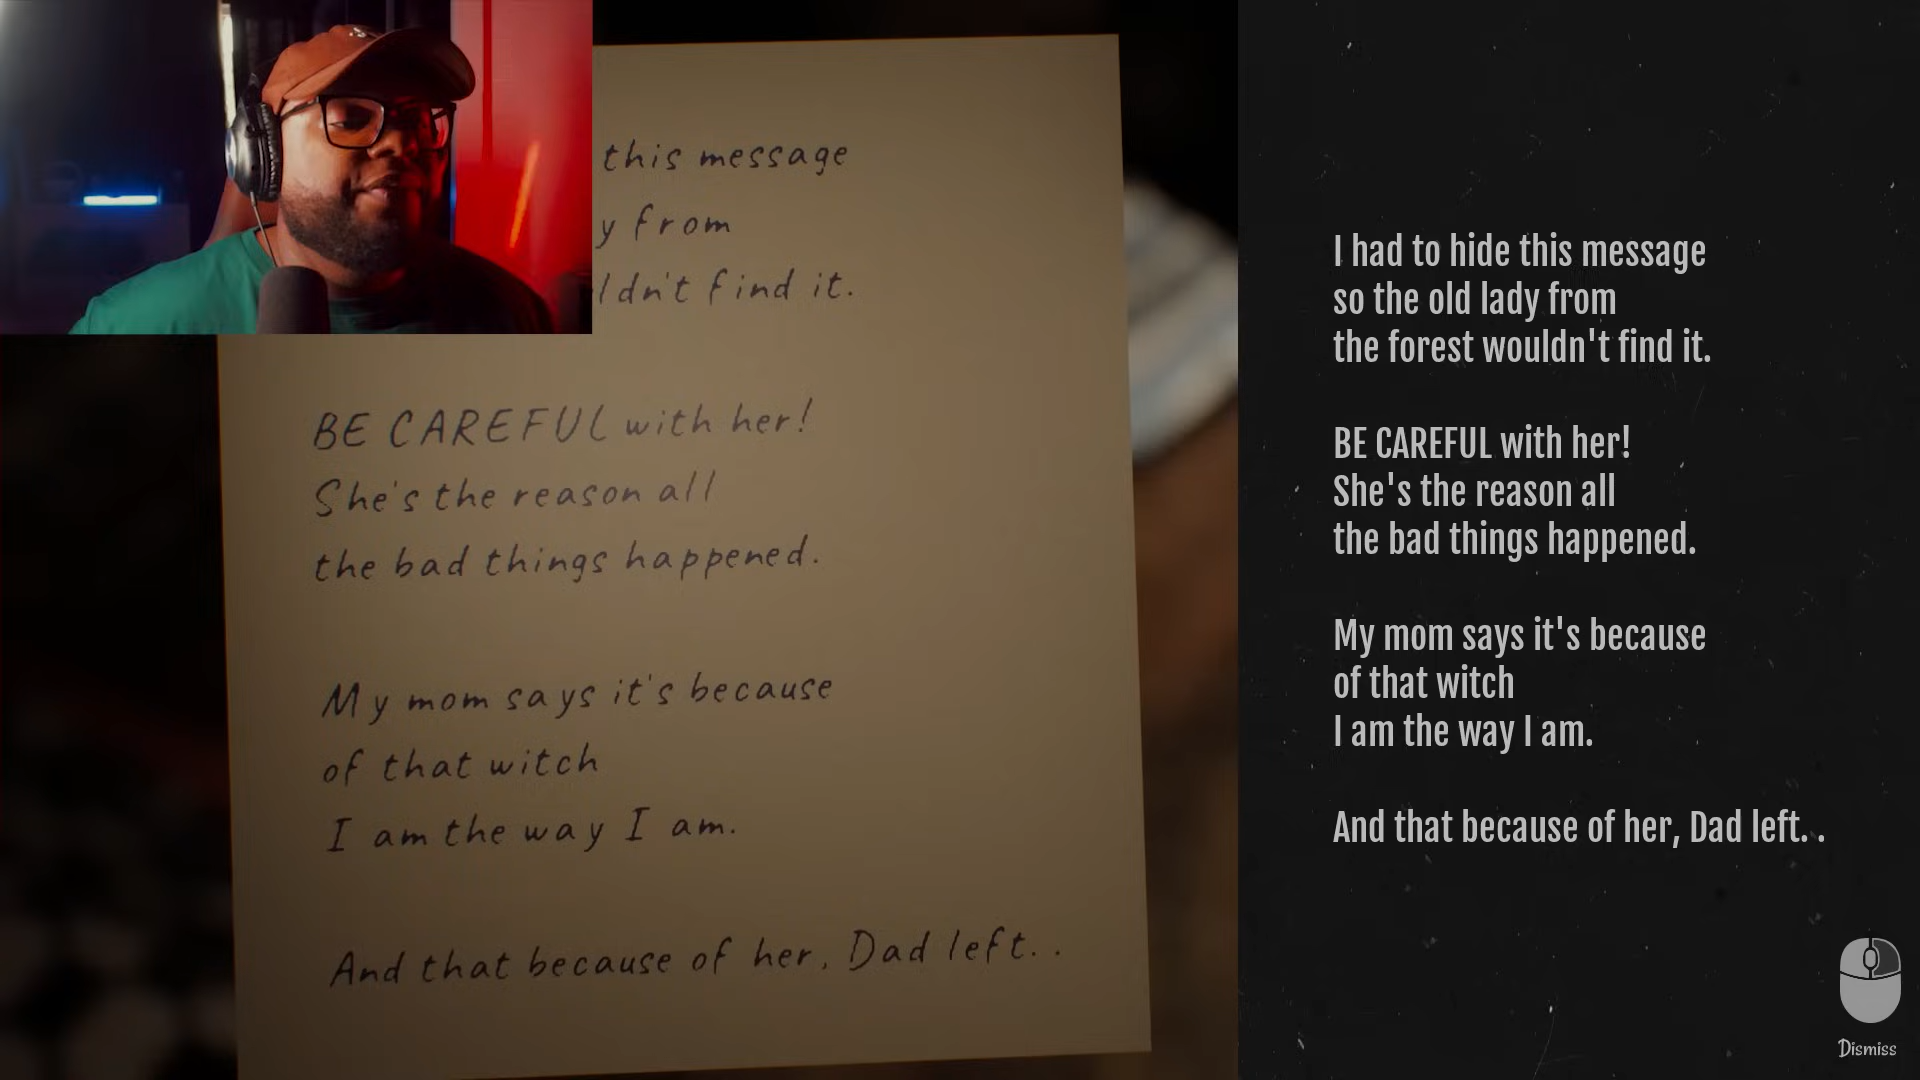 this message
y from
ldn't find it.
BE CAREFUL with her!
She's the reason all
the bad things happened.
My mom says it's because
of that witch
I am the way I am.
And that because of her, Dad left. .
I had to hide this message
so the old lady from
the forest wouldn't find it.
BE CAREFUL with her!
She's the reason all
the bad things happened.
My mom says it's because
of that witch
I am the way I am.
And that because of her, Dad left. .
Dismiss